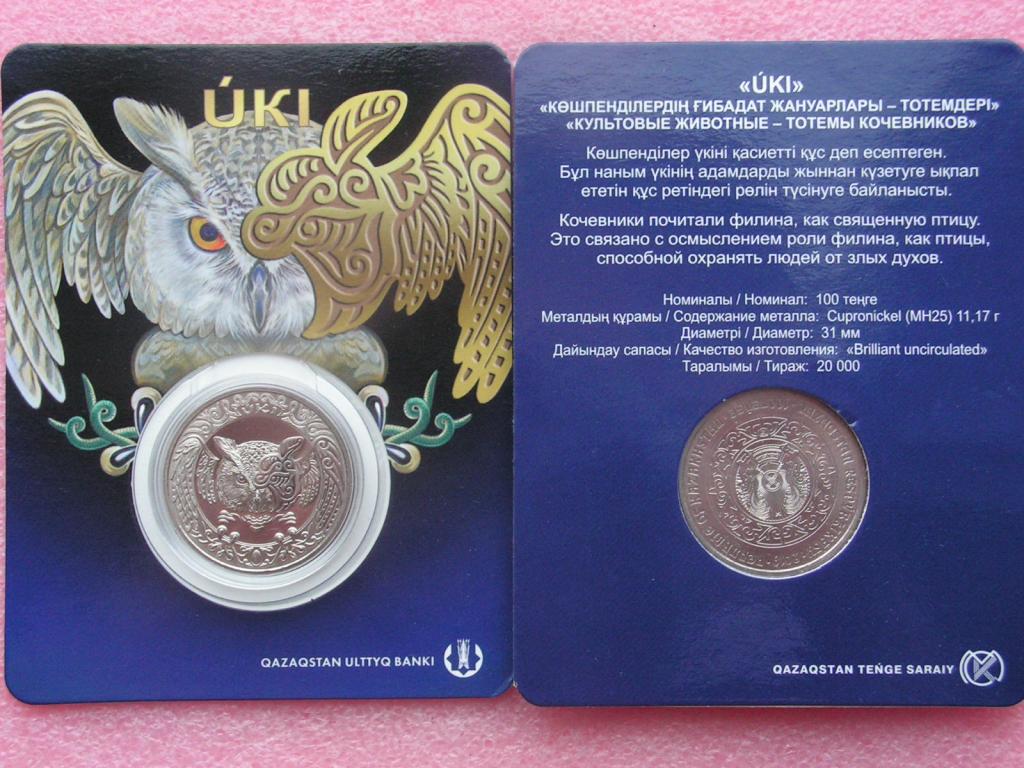 ÚKI
QAZAQSTAN ULTTYQ BANKI
«ÚKI»
«КӨШПЕНДІЛЕРДІҢ ҒИБАДАТ ЖАНУАРЛАРЫ – ТОТЕМДЕРІ»
«КУЛЬТОВЫЕ ЖИВОТНЫЕ – ТОТЕМЫ КОЧЕВНИКОВ»
Көшпенділер үкіні қасиетті құс деп есептеген.
Бұл наным үкінің адамдарды жыннан күзетуге ықпал
ететін құс ретіндегі рөлін түсінуге байланысты.
Кочевники почитали филина, как священную птицу.
Это связано с осмыслением роли филина, как птицы,
способной охранять людей от злых духов.
Номиналы / Номинал: 100 теңге
Металдың құрамы / Содержание металла: Cupronickel (МН25) 11,17 г
Диаметрі / Диаметр: 31 мм
Дайындау сапасы / Качество изготовления: «Brilliant uncirculated»
Таралымы / Тираж: 20 000
QAZAQSTAN TEŃGE SARAIY